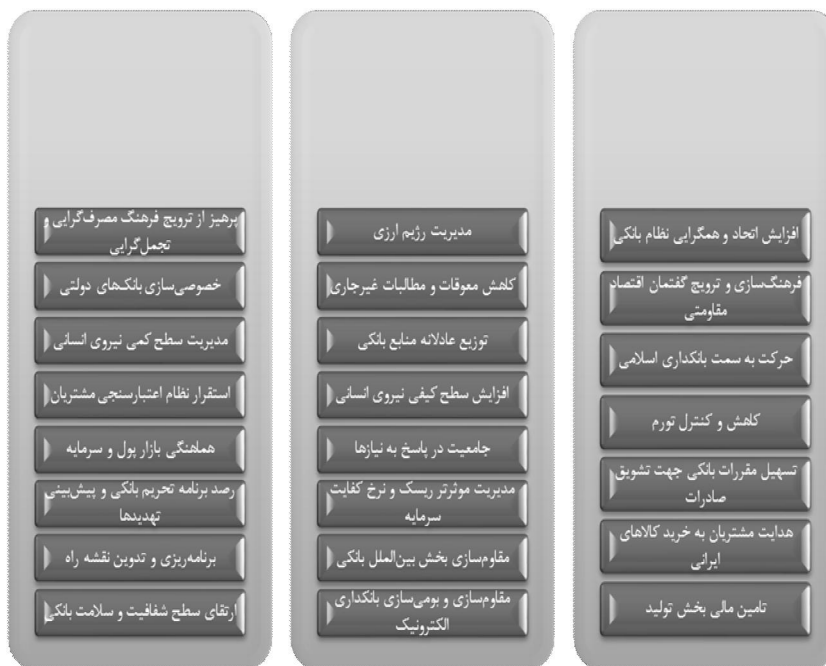 افزایش اتحاد و همگرایی نظام بانکی
فرهنگ‌سازی و ترویج گفتمان اقتصاد
مقاومتی
حرکت به سمت بانکداری اسلامی
کاهش و کنترل تورم
تسهیل مقررات بانکی جهت تشویق
صادرات
هدایت مشتریان به خرید کالاهای
ایرانی
تامین مالی بخش تولید
مدیریت رژیم ارزی
کاهش معوقات و مطالبات غیرجاری
توزیع عادلانه منابع بانکی
افزایش سطح کیفی نیروی انسانی
جامعیت در پاسخ به نیازها
مدیریت موثرتر ریسک و نرخ کفایت
سرمایه
مقاوم‌سازی بخش بین‌الملل بانکی
مقاوم‌سازی و بومی‌سازی بانکداری
الکترونیک
پرهیز از ترویج فرهنگ مصرف‌گرایی و
تجمل‌گرایی
خصوصی‌سازی بانک‌های دولتی
مدیریت سطح کمی نیروی انسانی
استقرار نظام اعتبارسنجی مشتریان
هماهنگی بازار پول و سرمایه
رصد برنامه تحریم بانکی و پیش‌بینی
تهدیدها
برنامه‌ریزی و تدوین نقشه راه
ارتقای سطح شفافیت و سلامت بانکی